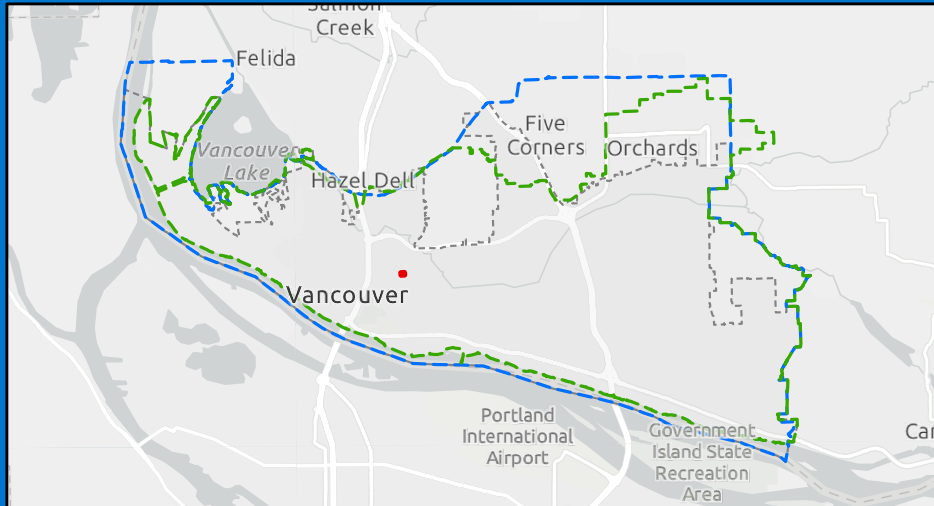 Salmon
Creek
Felida
Five
Corners
Orchards
Vancouver
Lake
Hazel Dell
Vancouver
Portland
International
Airport
Government
Island State
Recreation
Area